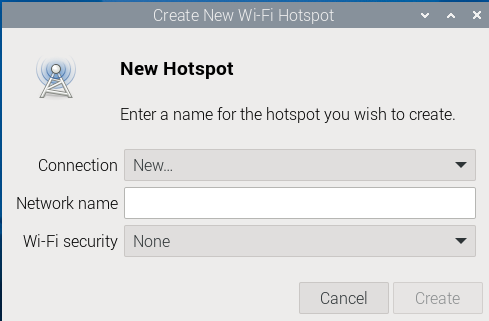 Create New Wi-Fi Hotspot
New Hotspot
Enter a name for the hotspot you wish to create.
Connection New...
Network name
Wi-Fi security None
Cancel Create